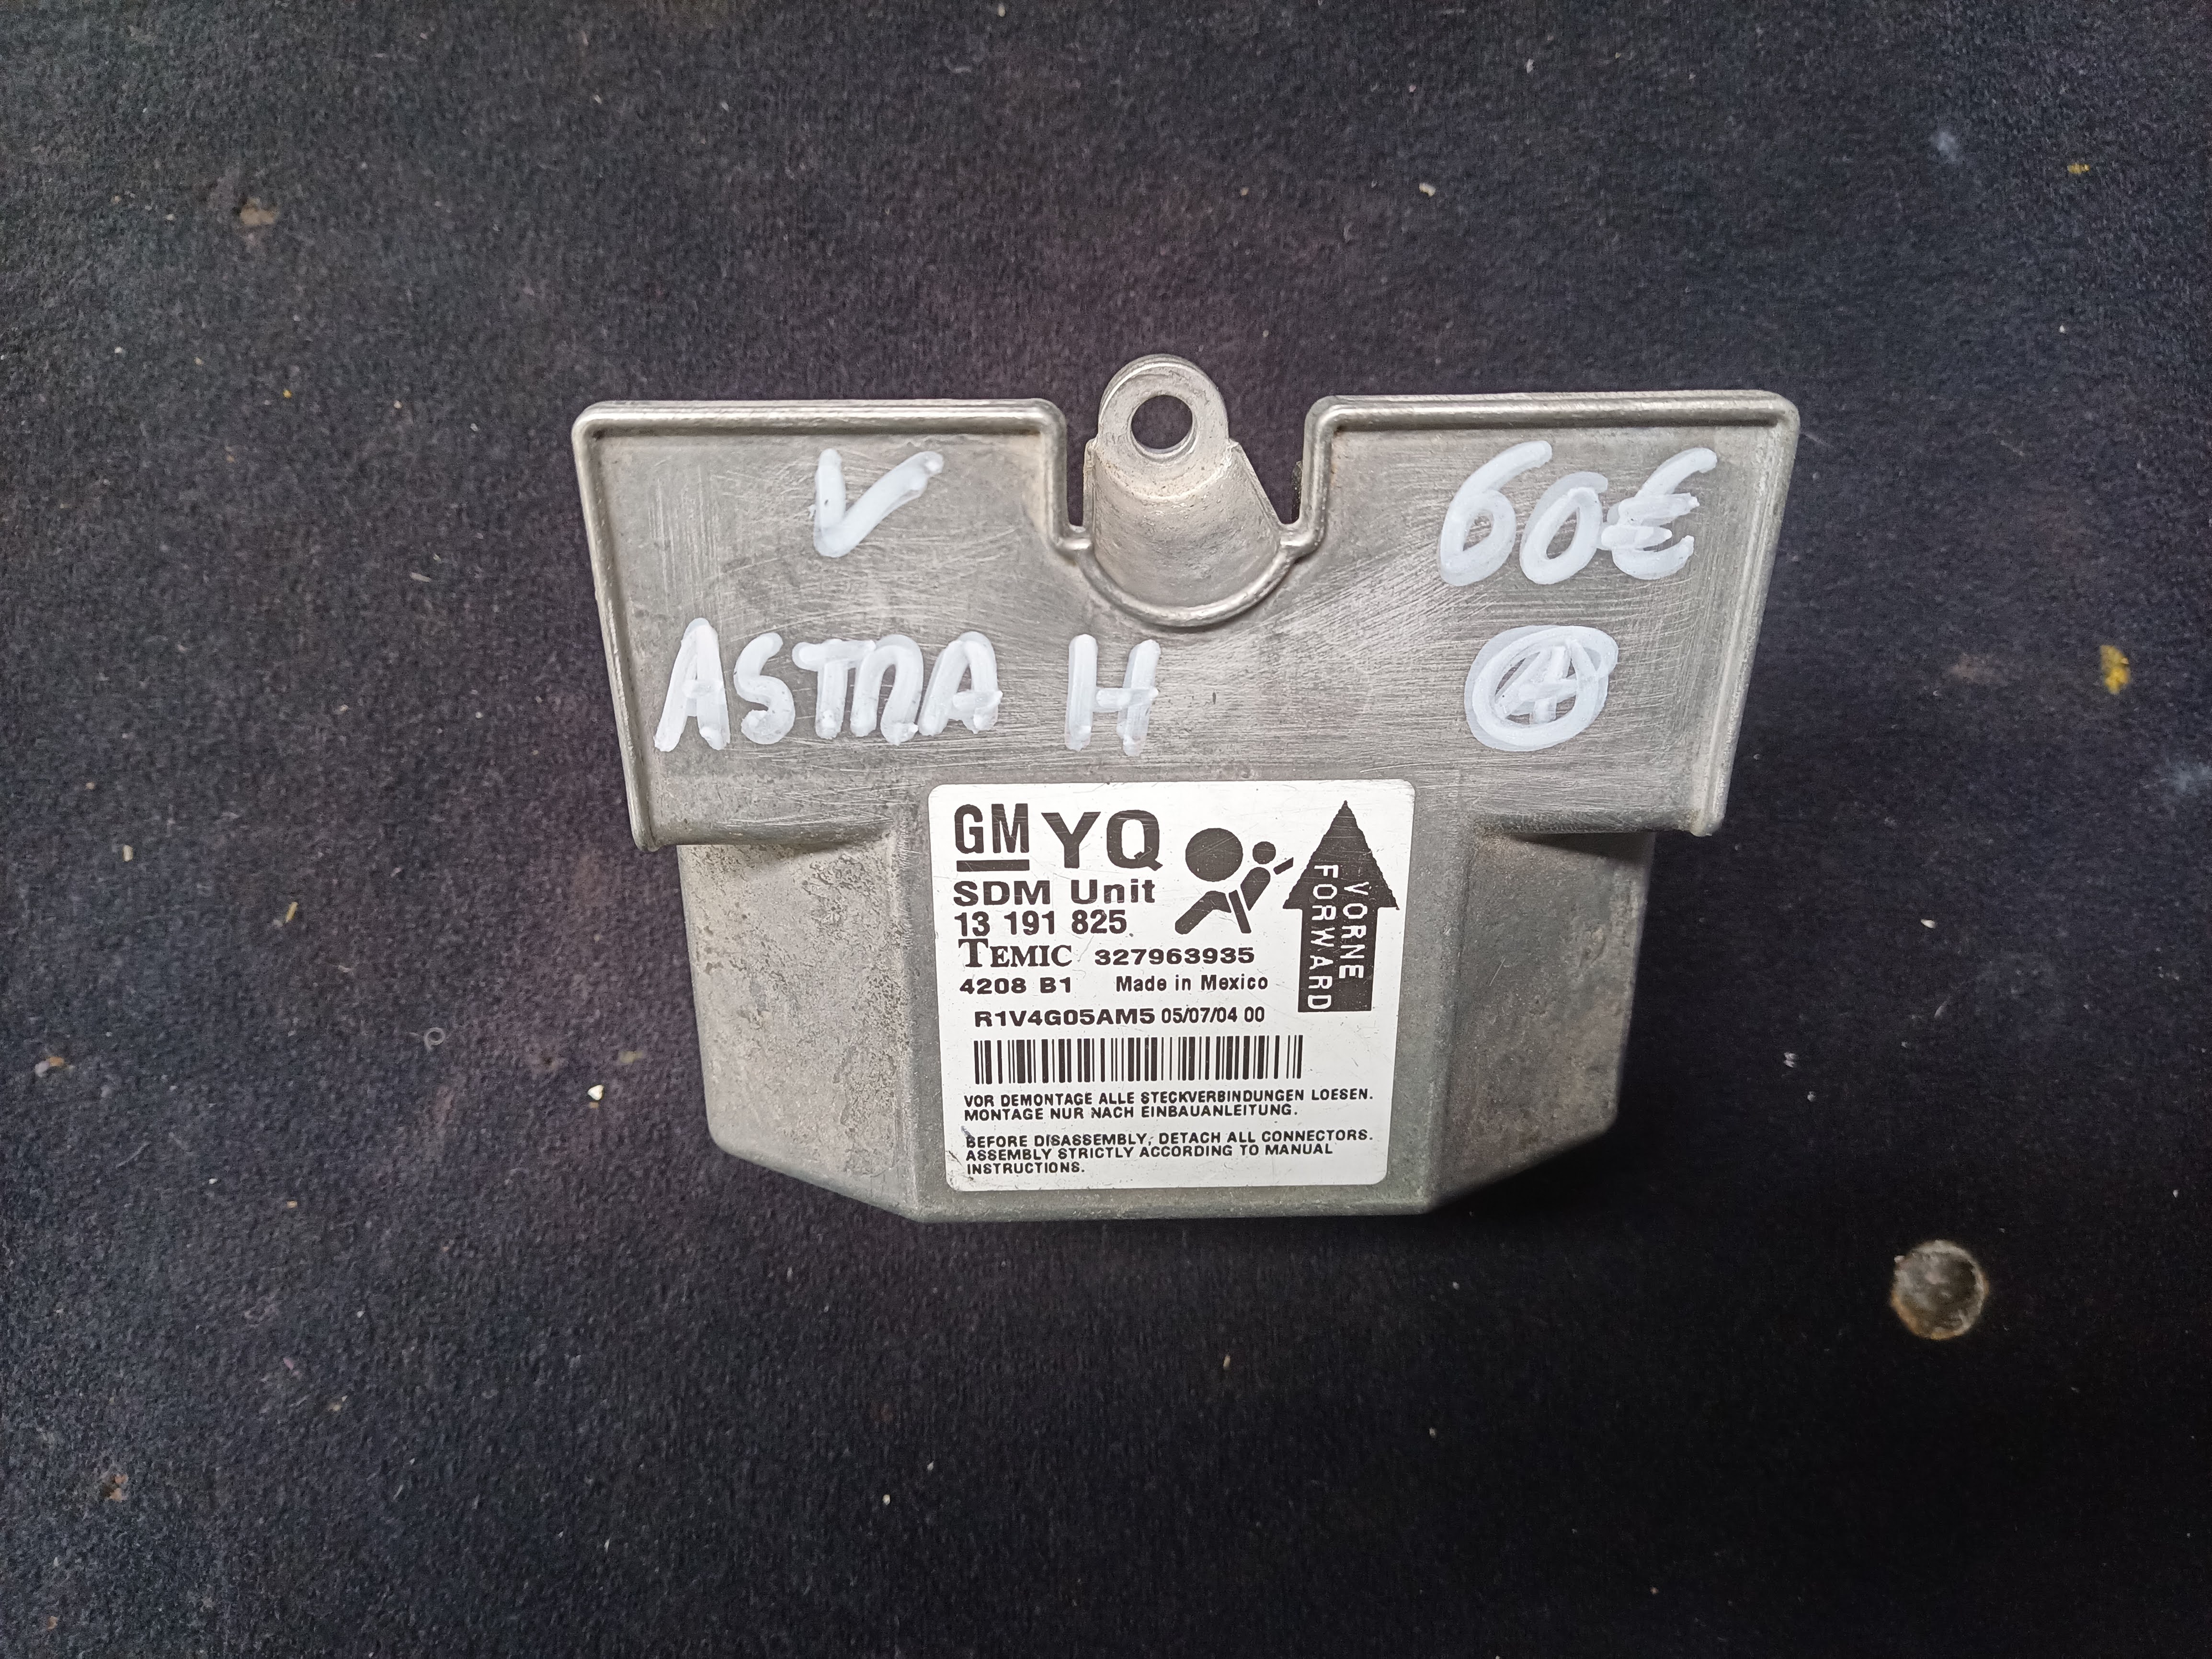 V 60€
ASTRA H A
GM YQ
SDM Unit
13 191 825
TEMIC 327963935
4208 B1 Made in Mexico
R1V4G05AM5 05/07/04 00
VORNE
FORWARD
VOR DEMONTAGE ALLE STECKVERBINDUNGEN LOESEN.
MONTAGE NUR NACH EINBAUANLEITUNG.
BEFORE DISASSEMBLY, DETACH ALL CONNECTORS.
ASSEMBLY STRICTLY ACCORDING TO MANUAL
INSTRUCTIONS.